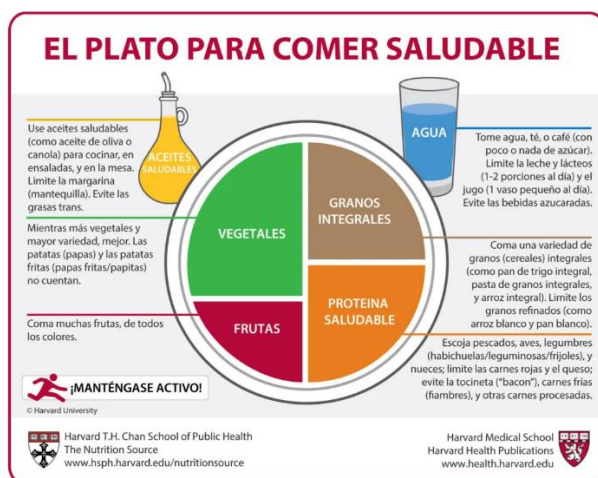 EL PLATO PARA COMER SALUDABLE
Use aceites saludables
(como aceite de oliva o
canola) para cocinar, en
ensaladas, y en la mesa.
Limite la margarina
(mantequilla). Evite las
grasas trans.
ACEITES
SALUDABLES
AGUA
Tome agua, té, o café (con
poco o nada de azúcar).
Limite la leche y lácteos
(1-2 porciones al día) y el
jugo (1 vaso pequeño al día).
Evite las bebidas azucaradas.
Mientras más vegetales y
mayor variedad, mejor. Las
patatas (papas) y las patatas
fritas (papas fritas/papitas)
no cuentan.
VEGETALES
GRANOS
INTEGRALES
Coma una variedad de
granos (cereales) integrales
(como pan de trigo integral,
pasta de granos integrales,
y arroz integral). Limite los
granos refinados (como
arroz blanco y pan blanco).
Coma muchas frutas, de todos
los colores.
FRUTAS
PROTEINA
SALUDABLE
Escoja pescados, aves, legumbres
(habichuelas/leguminosas/frijoles), y
nueces; limite las carnes rojas y el queso;
evite la tocineta ("bacon"), carnes frías
(fiambres), y otras carnes procesadas.
¡MANTÉNGASE ACTIVO!
© Harvard University
Harvard T.H. Chan School of Public Health
The Nutrition Source
www.hsph.harvard.edu/nutritionsource
Harvard Medical School
Harvard Health Publications
www.health.harvard.edu